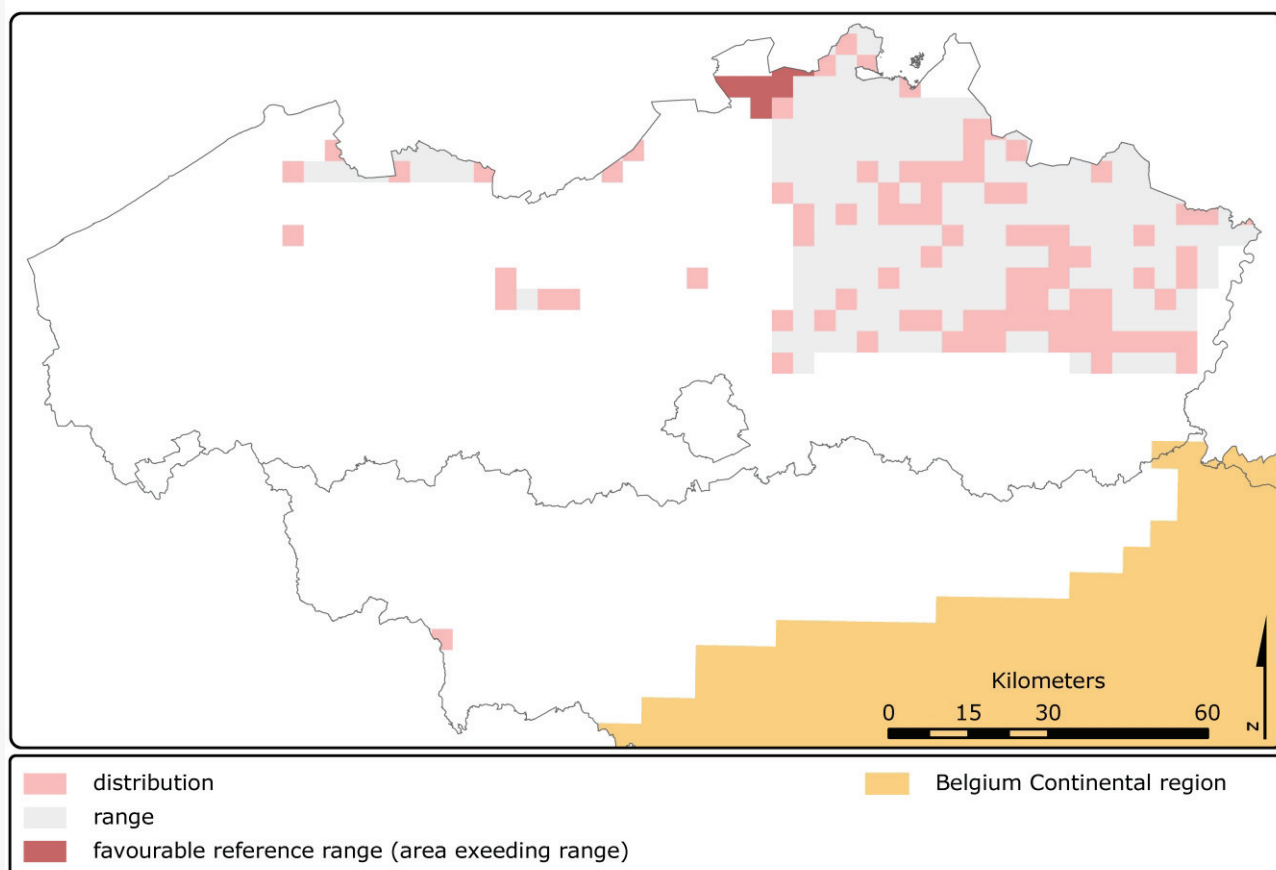 Kilometers
0 15 30 60
N
distribution
Belgium Continental region
range
favourable reference range (area exeeding range)